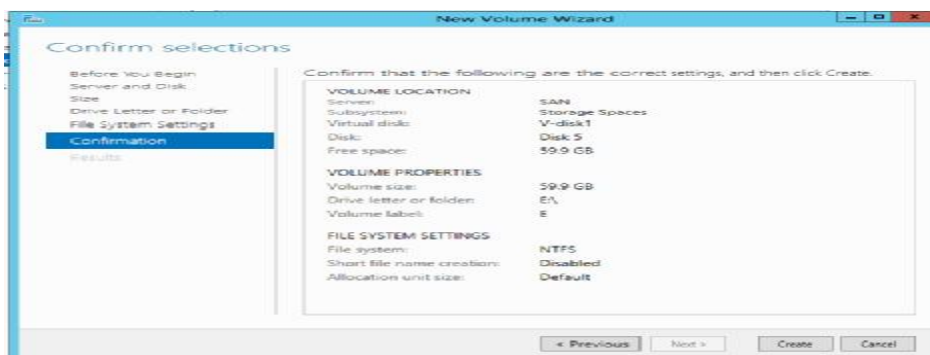 New Volume Wizard
Confirm selections
Before You Begin
Server and Disk
Size
Drive Letter or Folder
File System Settings
Confirmation
Results
Confirm that the following are the correct settings, and then click Create.
VOLUME LOCATION
Server: SAN
Subsystem: Storage Spaces
Virtual disk: V-disk1
Disk: Disk 5
Free space: 59.9 GB
VOLUME PROPERTIES
Volume size: 59.9 GB
Drive letter or folder: E:\
Volume label: E
FILE SYSTEM SETTINGS
File system: NTFS
Short file name creation: Disabled
Allocation unit size: Default
< Previous Next > Create Cancel